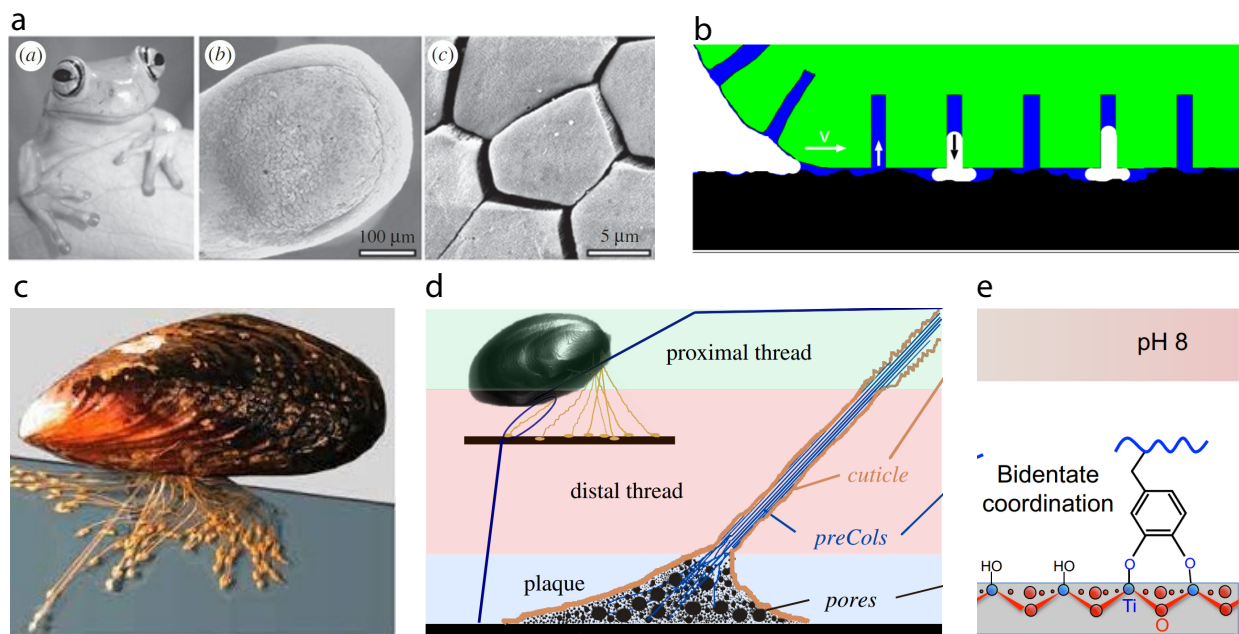 a
(a)
(b)
(c)
100 µm
5 µm
b
v
c
d
proximal thread
distal thread
cuticle
preCols
plaque
pores
e
pH 8
Bidentate
coordination
O
O
HO
HO
Ti
O